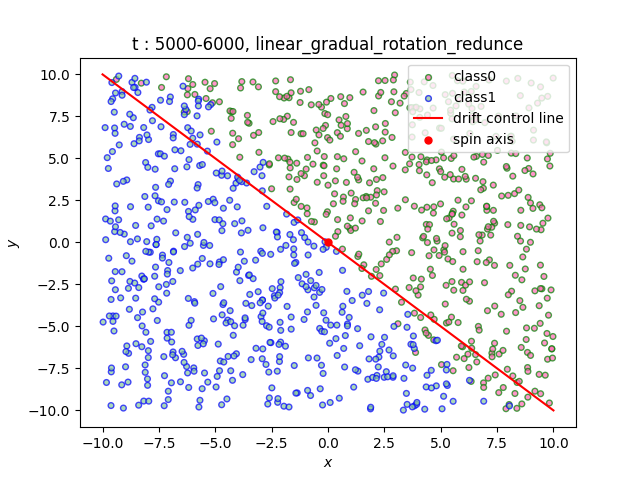 t : 5000-6000, linear_gradual_rotation_redunce
class0
class1
drift control line
spin axis
10.0
7.5
5.0
2.5
0.0
−2.5
−5.0
−7.5
−10.0
y
−10.0 −7.5 −5.0 −2.5 0.0 2.5 5.0 7.5 10.0
x